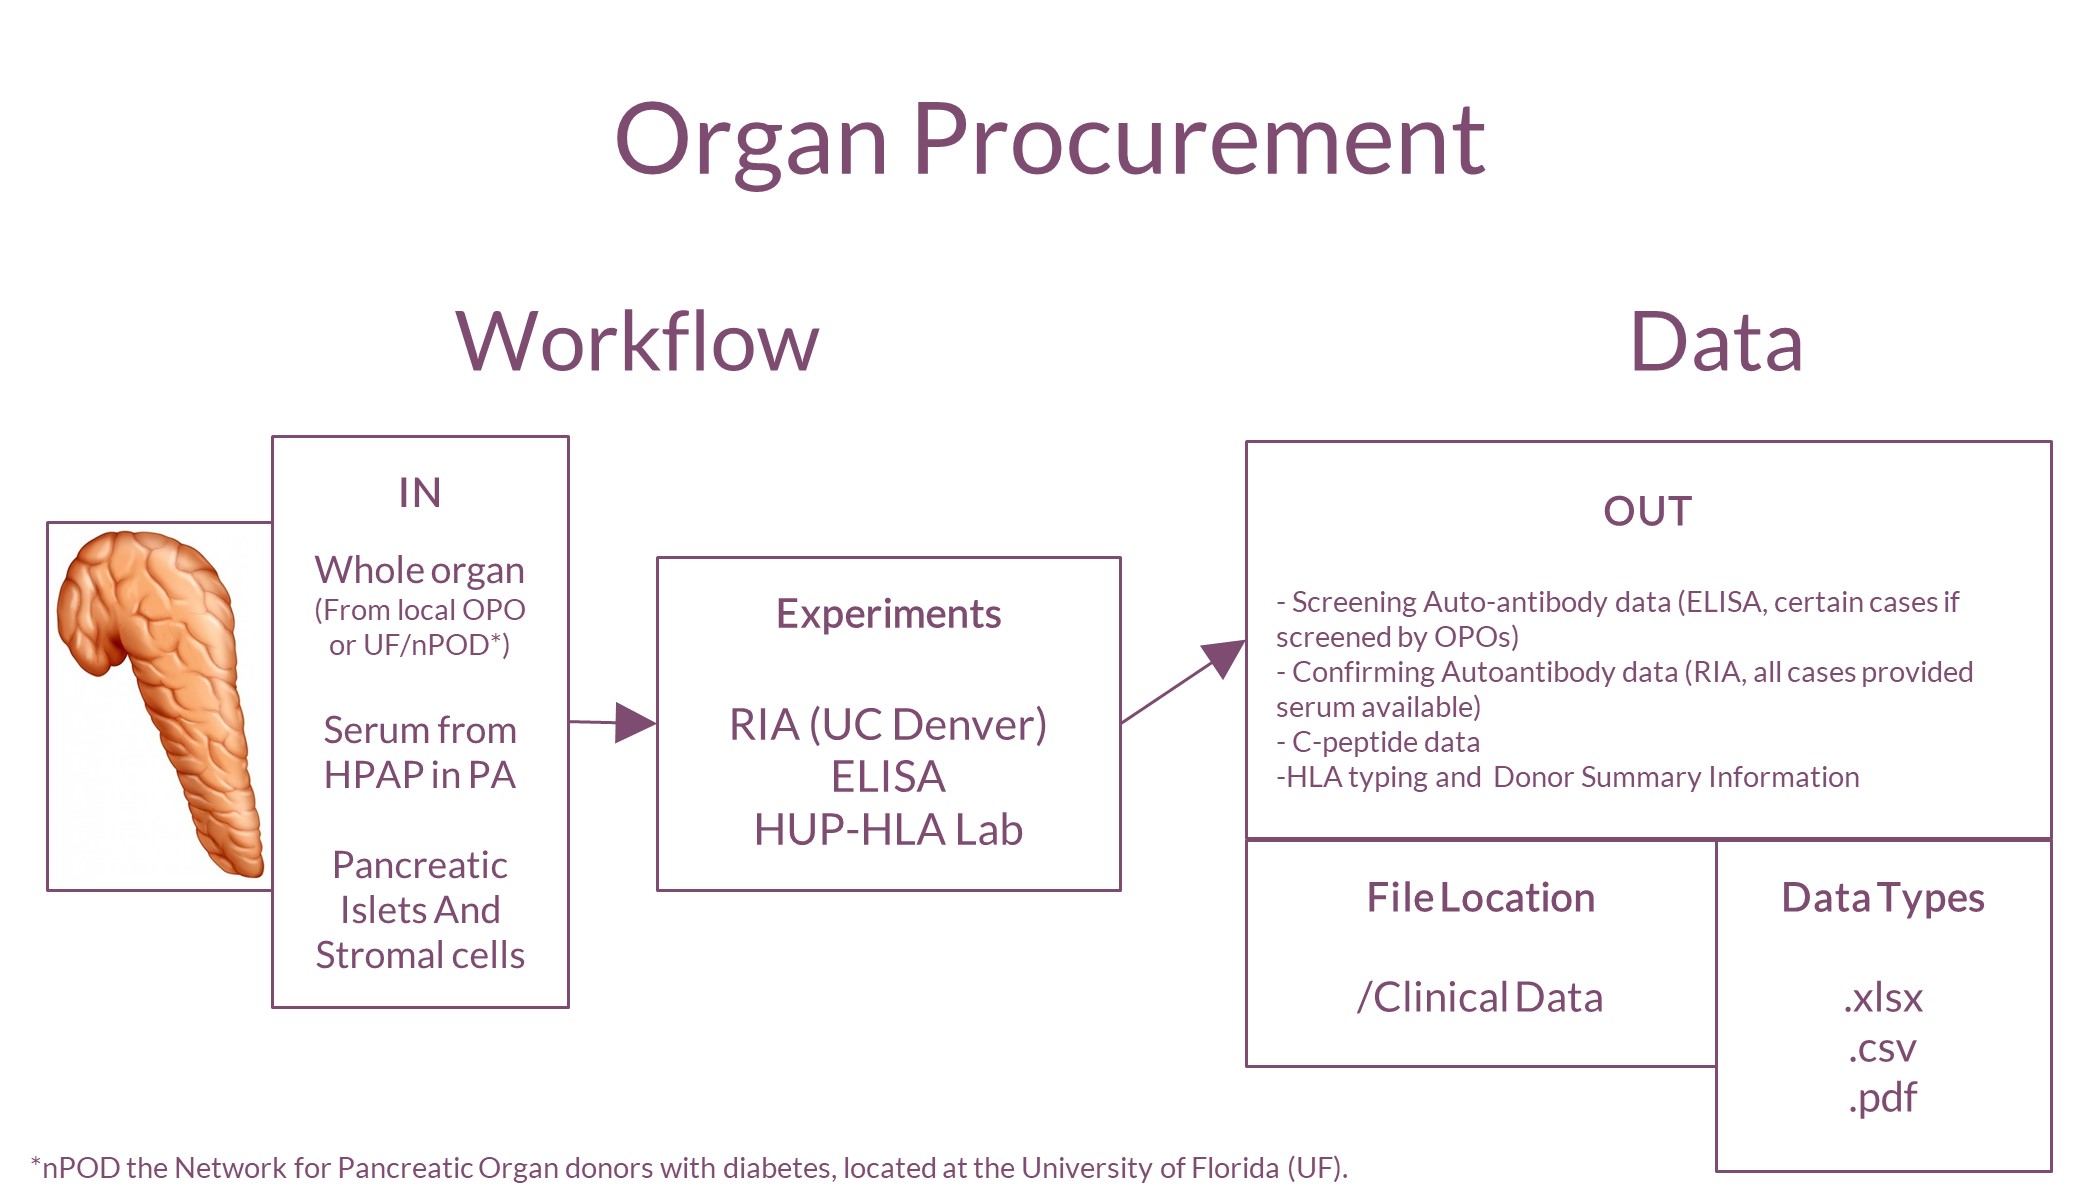 Organ Procurement
Workflow
Data
IN
Whole organ
(From local OPO
or UF/nPOD*)
Serum from
HPAP in PA
Pancreatic
Islets And
Stromal cells
Experiments
RIA (UC Denver)
ELISA
HUP-HLA Lab
OUT
- Screening Auto-antibody data (ELISA, certain cases if
screened by OPOs)
- Confirming Autoantibody data (RIA, all cases provided
serum available)
- C-peptide data
-HLA typing and Donor Summary Information
File Location
/Clinical Data
Data Types
.xlsx
.csv
.pdf
*nPOD the Network for Pancreatic Organ donors with diabetes, located at the University of Florida (UF).